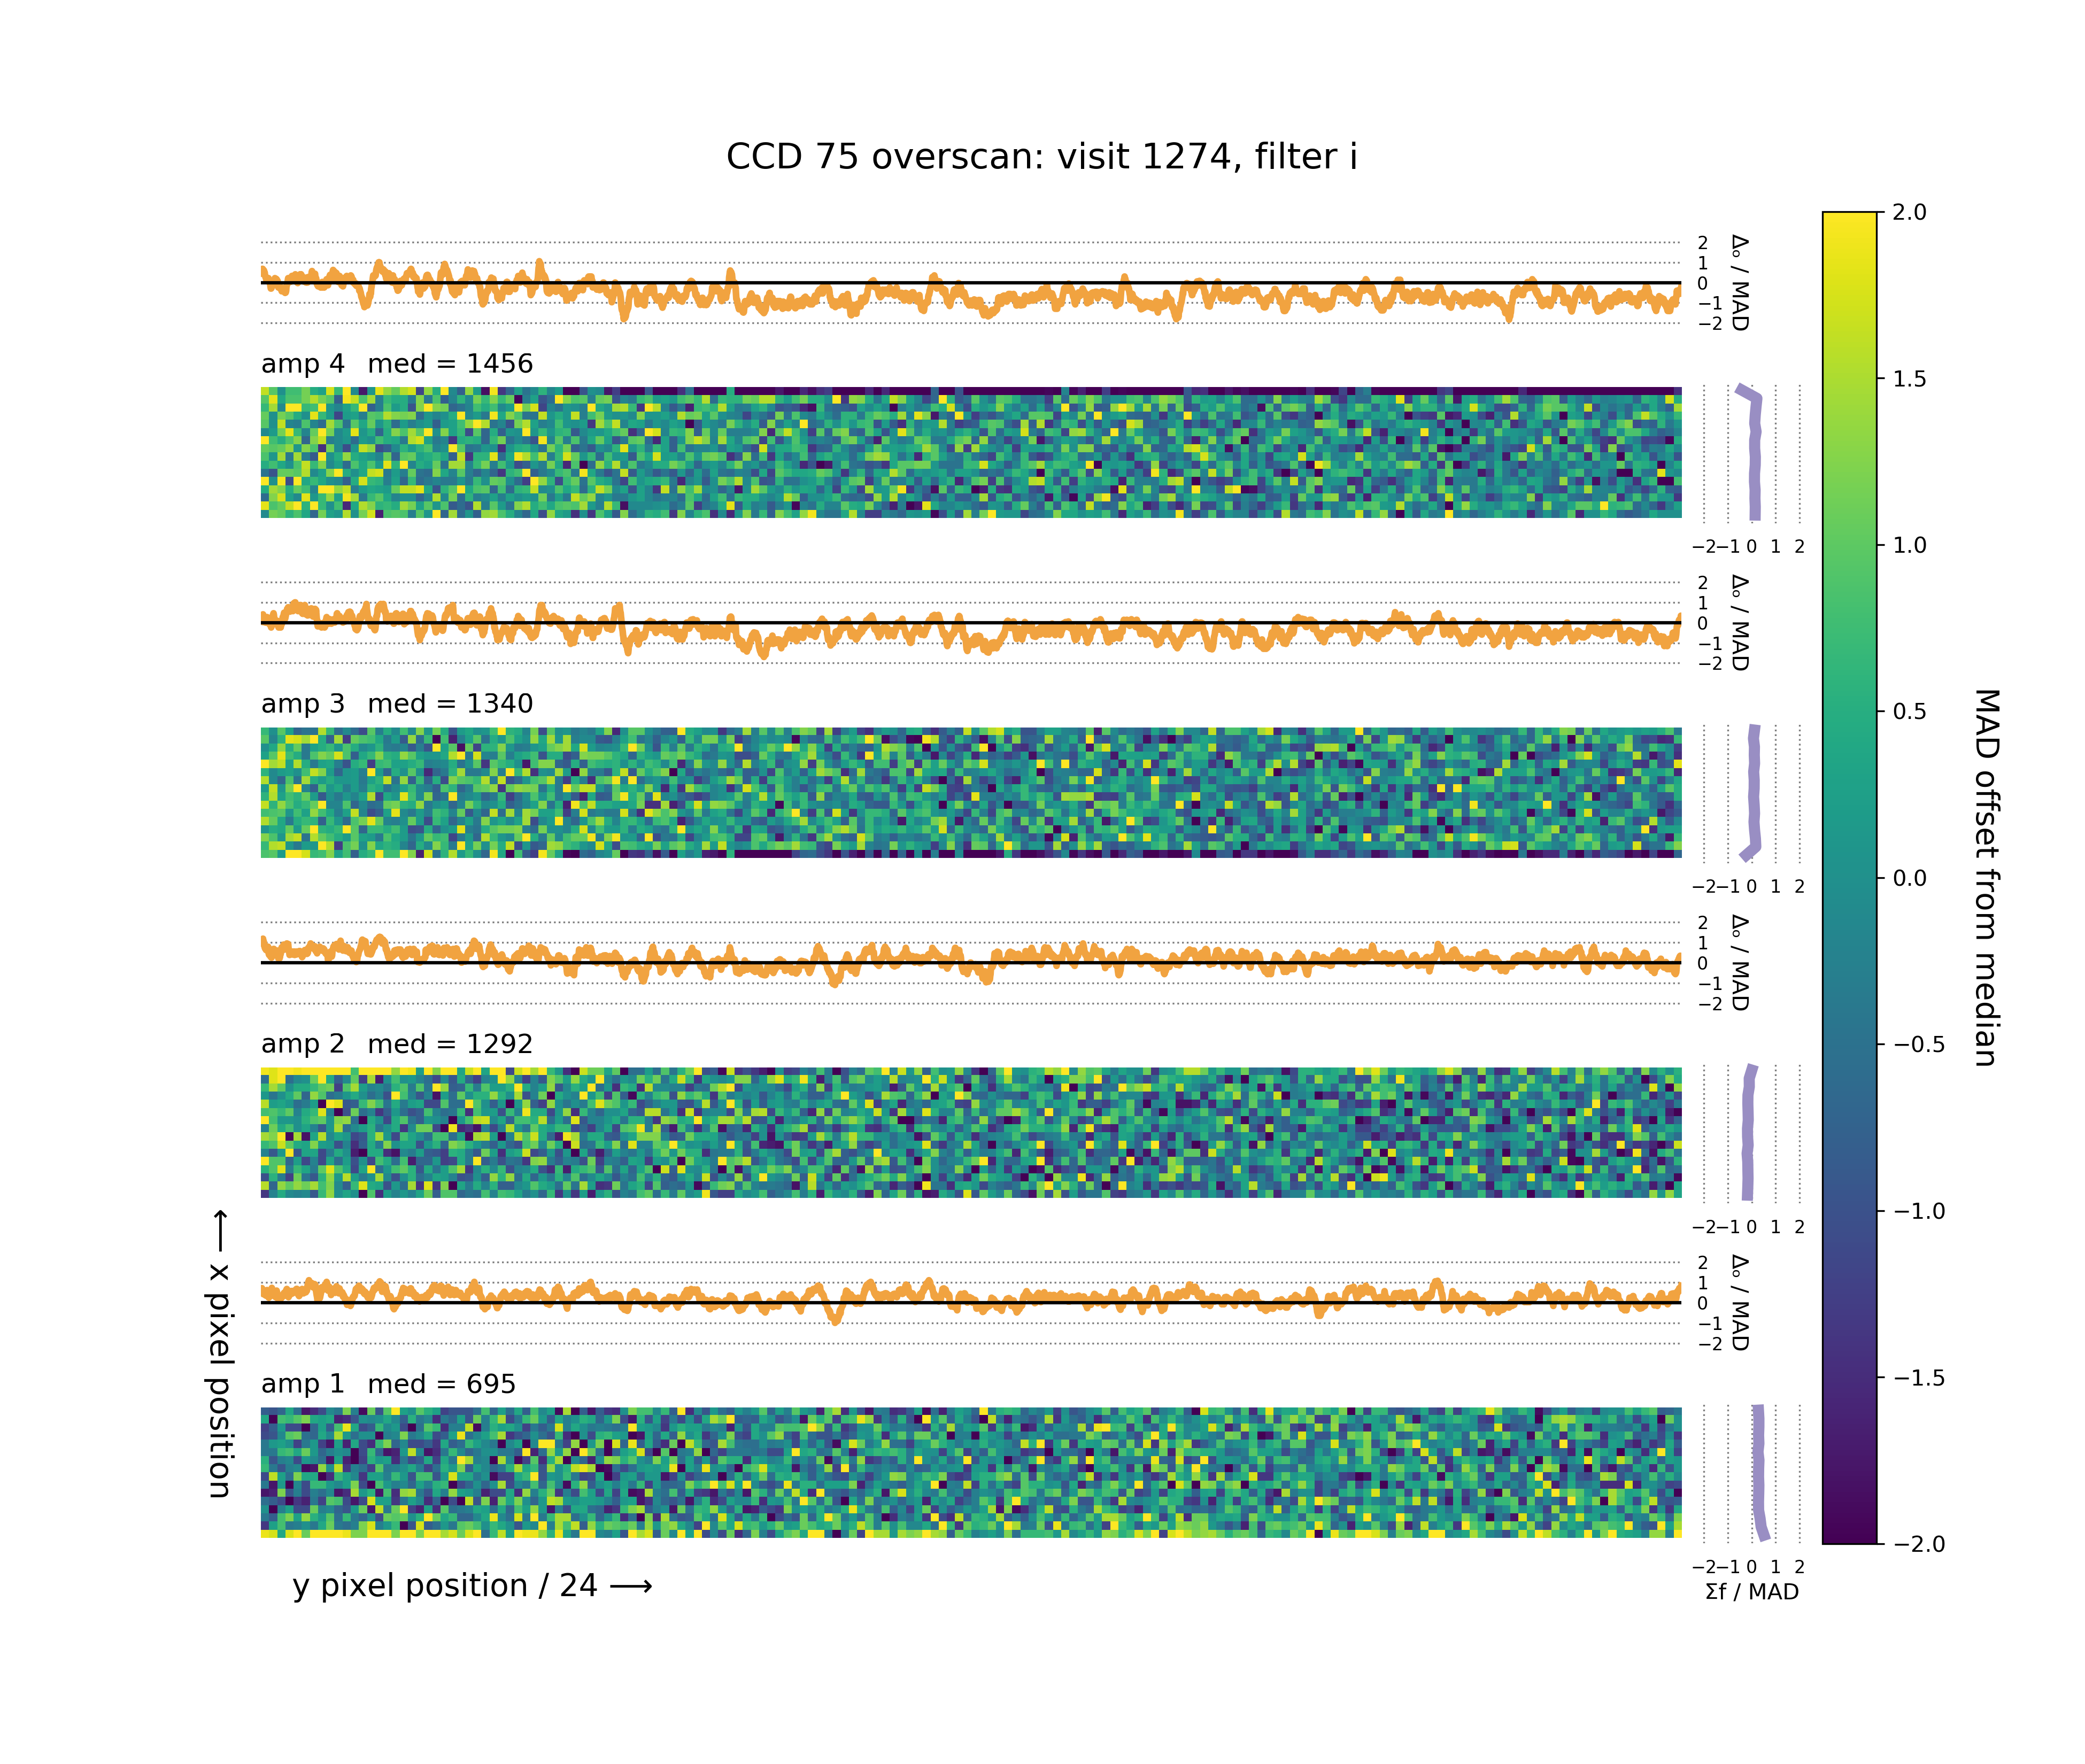 CCD 75 overscan: visit 1274, filter i
2
1
0
−1
−2
Δₒ / MAD
amp 4 med = 1456
−2 −1 0 1 2
2
1
0
−1
−2
Δₒ / MAD
amp 3 med = 1340
−2 −1 0 1 2
2
1
0
−1
−2
Δₒ / MAD
amp 2 med = 1292
−2 −1 0 1 2
2
1
0
−1
−2
Δₒ / MAD
amp 1 med = 695
−2 −1 0 1 2
Σf / MAD
y pixel position / 24 ⟶
⟵ x pixel position
2.0
1.5
1.0
0.5
0.0
−0.5
−1.0
−1.5
−2.0
MAD offset from median